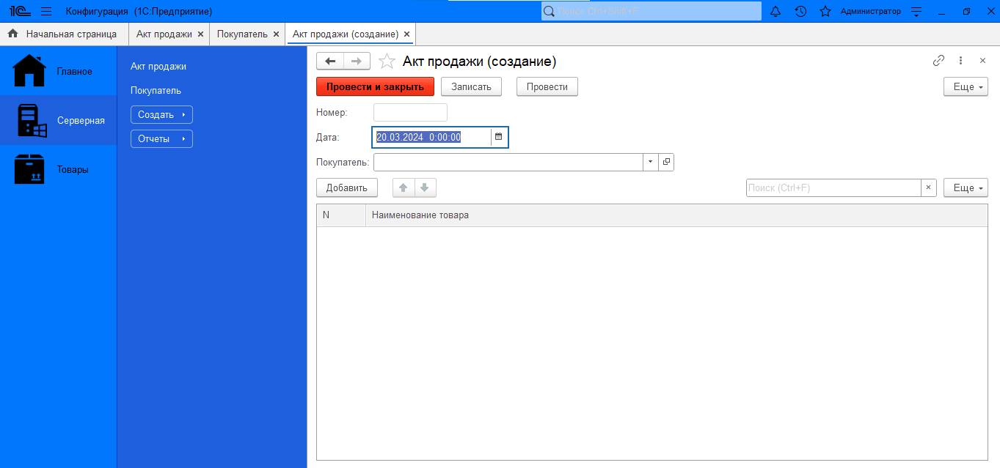 1С Конфигурация (1С:Предприятие) Поиск Ctrl+Shift+F Администратор
Начальная страница Акт продажи × Покупатель × Акт продажи (создание) ×
Главное
Серверная
Товары
Акт продажи
Покупатель
Создать
Отчеты
Акт продажи (создание)
Провести и закрыть Записать Провести Еще
Номер:
Дата: 20.03.2024 0:00:00
Покупатель:
Добавить Поиск (Ctrl+F) × Еще
N Наименование товара